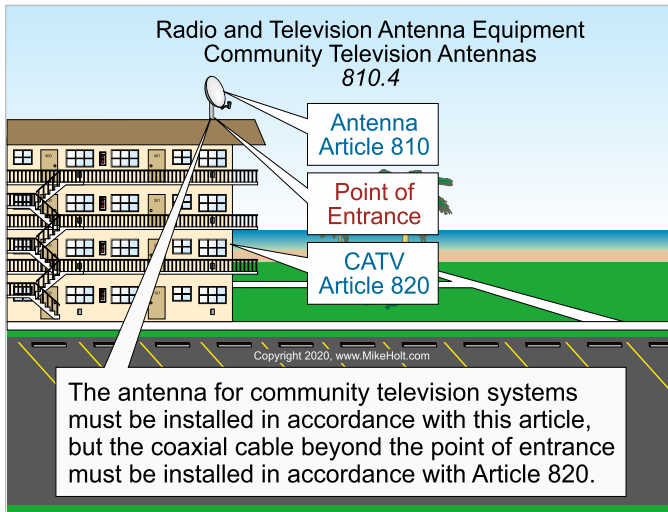 Radio and Television Antenna Equipment
Community Television Antennas
810.4
Antenna
Article 810
Point of
Entrance
CATV
Article 820
Copyright 2020, www.MikeHolt.com
The antenna for community television systems
must be installed in accordance with this article,
but the coaxial cable beyond the point of entrance
must be installed in accordance with Article 820.